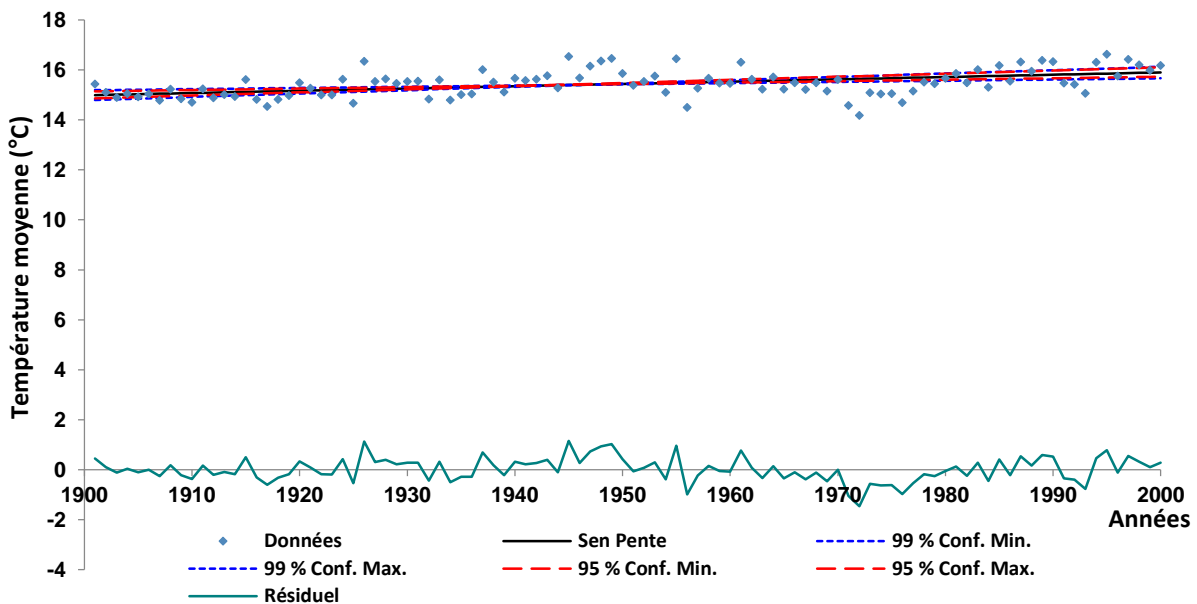 Température moyenne (°C)
18
16
14
12
10
8
6
4
2
0
-2
-4
1900 1910 1920 1930 1940 1950 1960 1970 1980 1990 2000
Années
Données Sen Pente 99 % Conf. Min.
99 % Conf. Max. 95 % Conf. Min. 95 % Conf. Max.
Résiduel